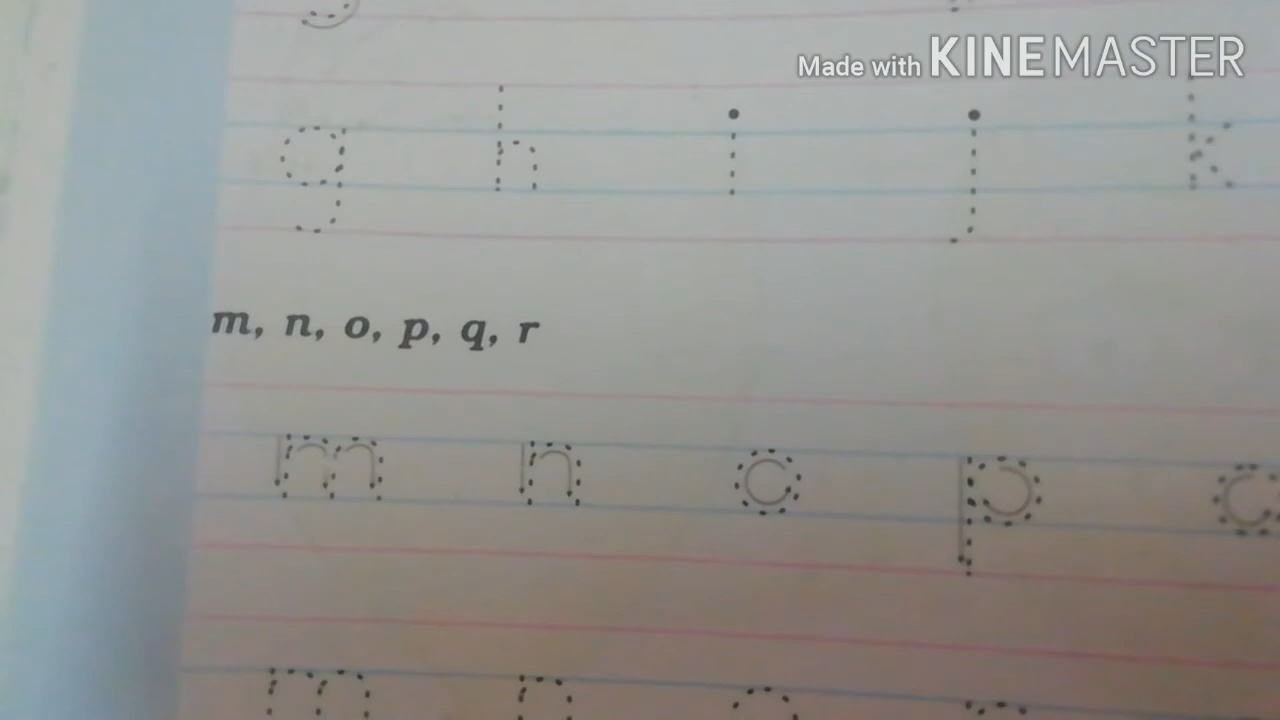 Made with KINEMASTER
g h i j k
m, n, o, p, q, r
m n o p
m n o p